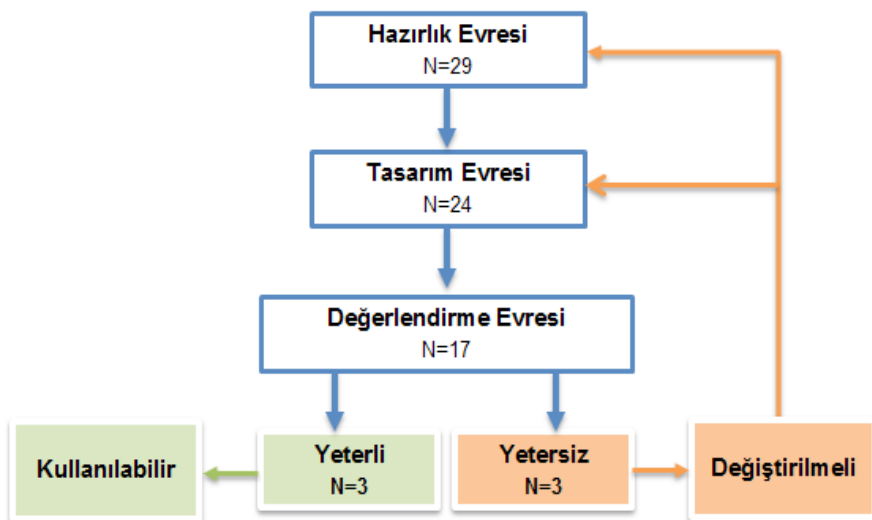 Hazırlık Evresi
N=29
Tasarım Evresi
N=24
Değerlendirme Evresi
N=17
Kullanılabilir
Yeterli
N=3
Yetersiz
N=3
Değiştirilmeli